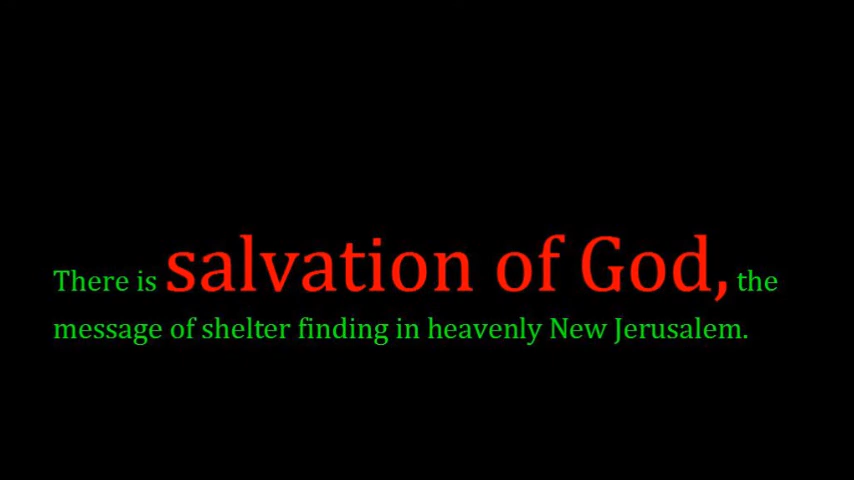 There is salvation of God, the
message of shelter finding in heavenly New Jerusalem.